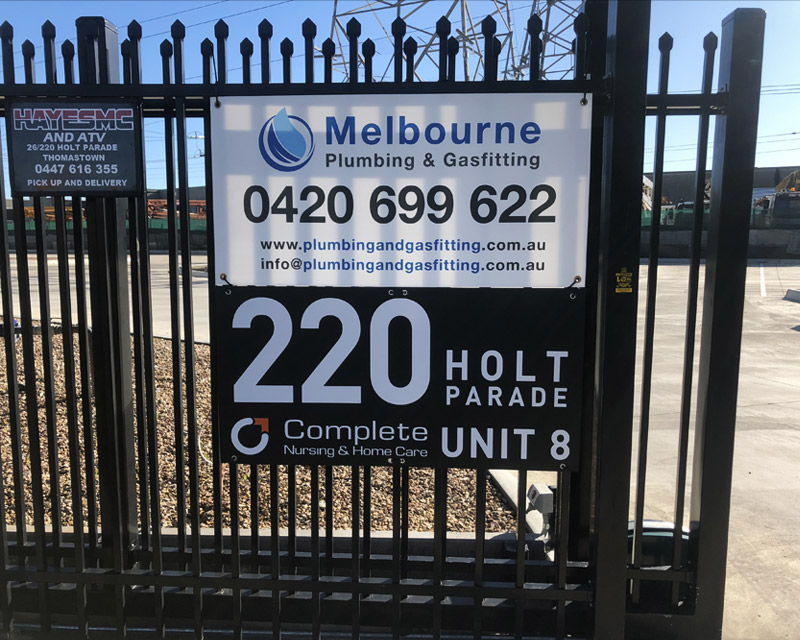 HAYESMC
AND ATV
26/220 HOLT PARADE
THOMASTOWN
0447 616 355
PICK UP AND DELIVERY
Melbourne
Plumbing & Gasfitting
0420 699 622
www.plumbingandgasfitting.com.au
info@plumbingandgasfitting.com.au
220 HOLT
PARADE
Complete
Nursing & Home Care
UNIT 8